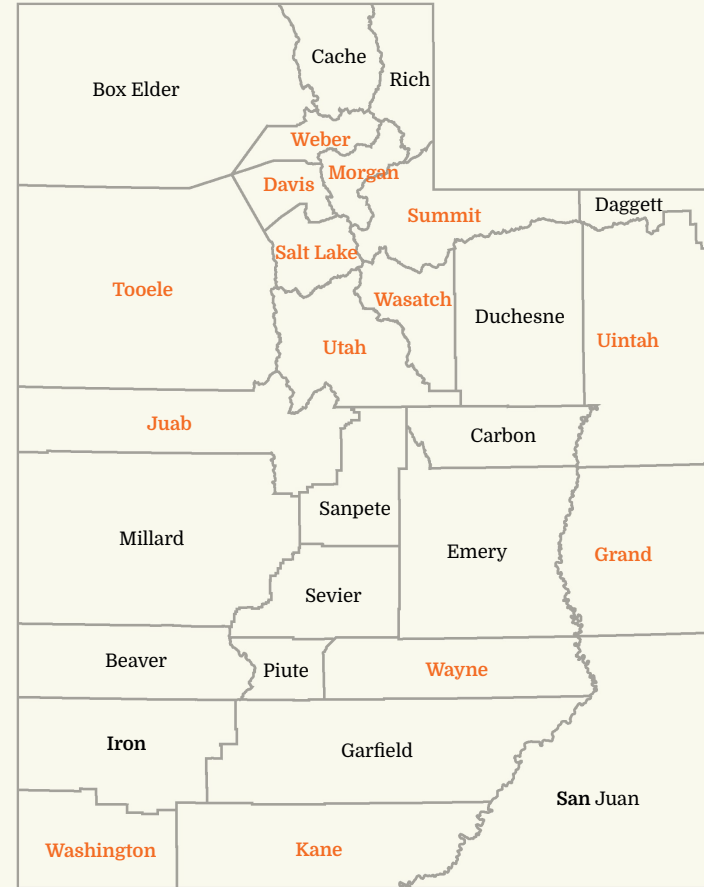 Cache
Rich
Box Elder
Weber
Morgan
Davis
Daggett
Summit
Salt Lake
Tooele
Wasatch
Duchesne
Uintah
Utah
Juab
Carbon
Sanpete
Millard
Emery
Grand
Sevier
Beaver
Piute
Wayne
Iron
Garfield
San Juan
Washington
Kane